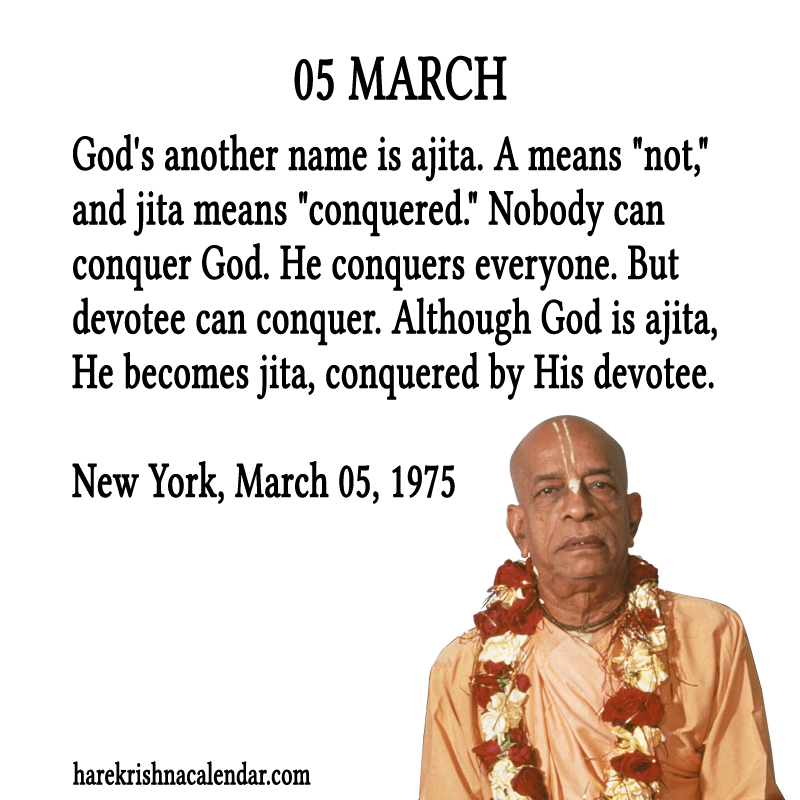 05 MARCH
God's another name is ajita. A means "not,"
and jita means "conquered." Nobody can
conquer God. He conquers everyone. But
devotee can conquer. Although God is ajita,
He becomes jita, conquered by His devotee.
New York, March 05, 1975
harekrishnacalendar.com